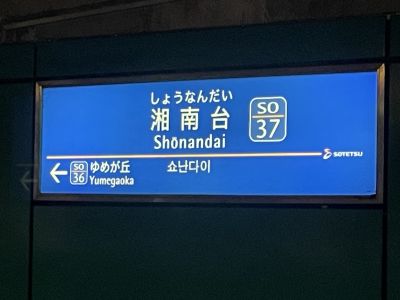 しょうなんだい
湘南台
SO
37
Shōnandai
SOTETSU
←
SO
36
ゆめが丘
Yumegaoka
쇼난다이